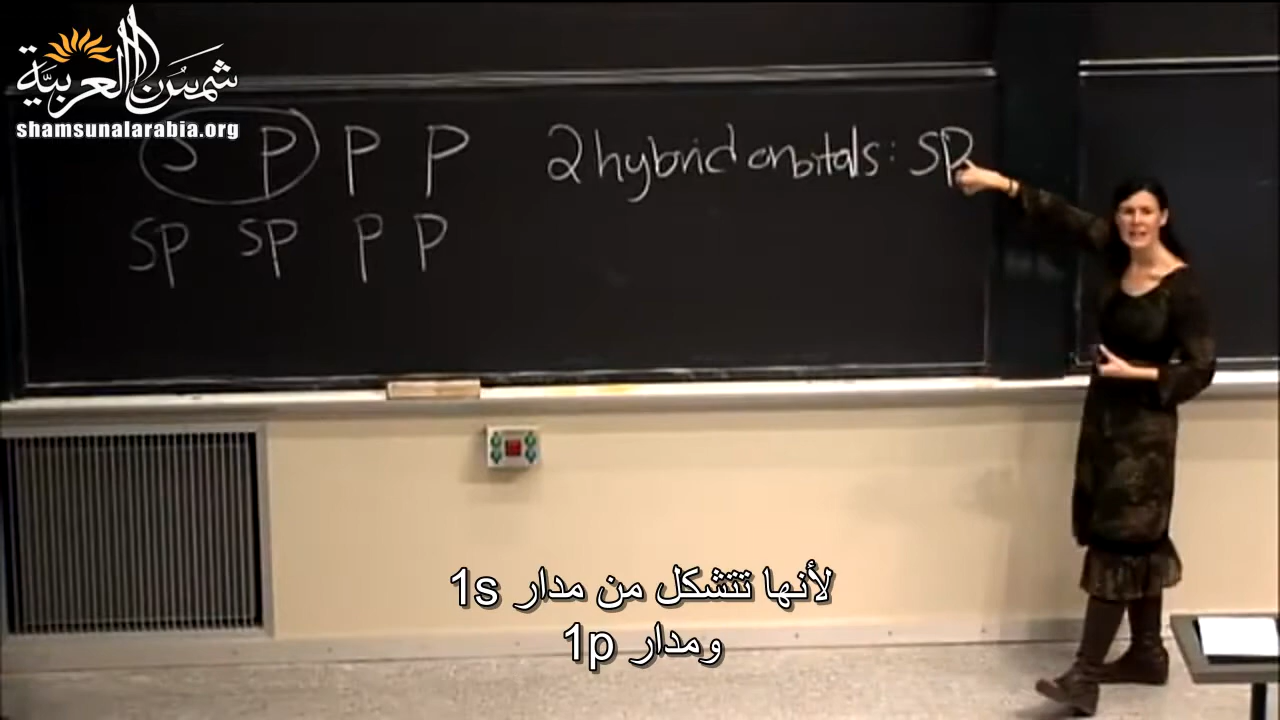 شمس العربية
shamsunalarabia.org
S P P P 2 hybrid orbitals: SP
SP SP P P
لأنها تتشكل من مدار 1s
ومدار 1p